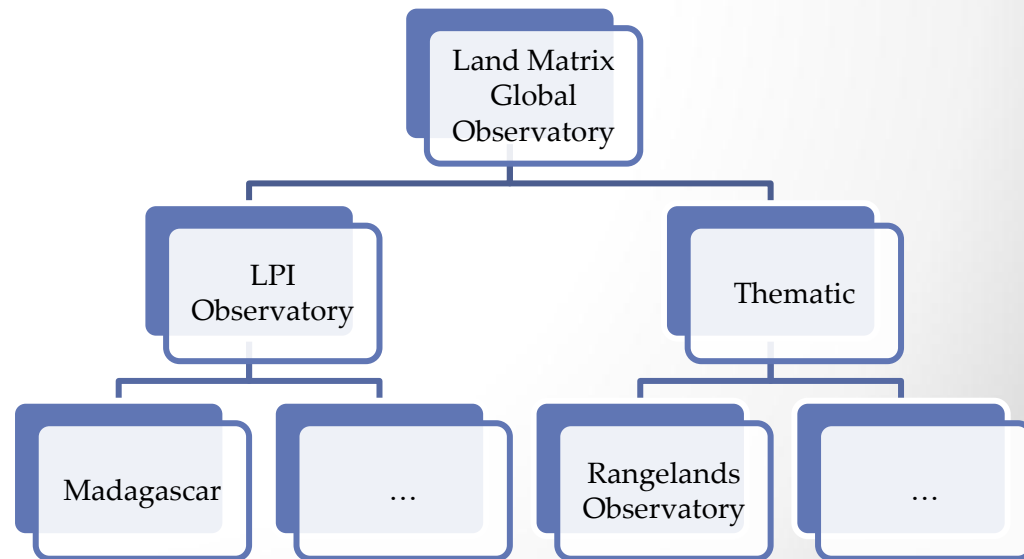 Land Matrix
Global
Observatory
LPI
Observatory
Thematic
Madagascar
…
Rangelands
Observatory
…